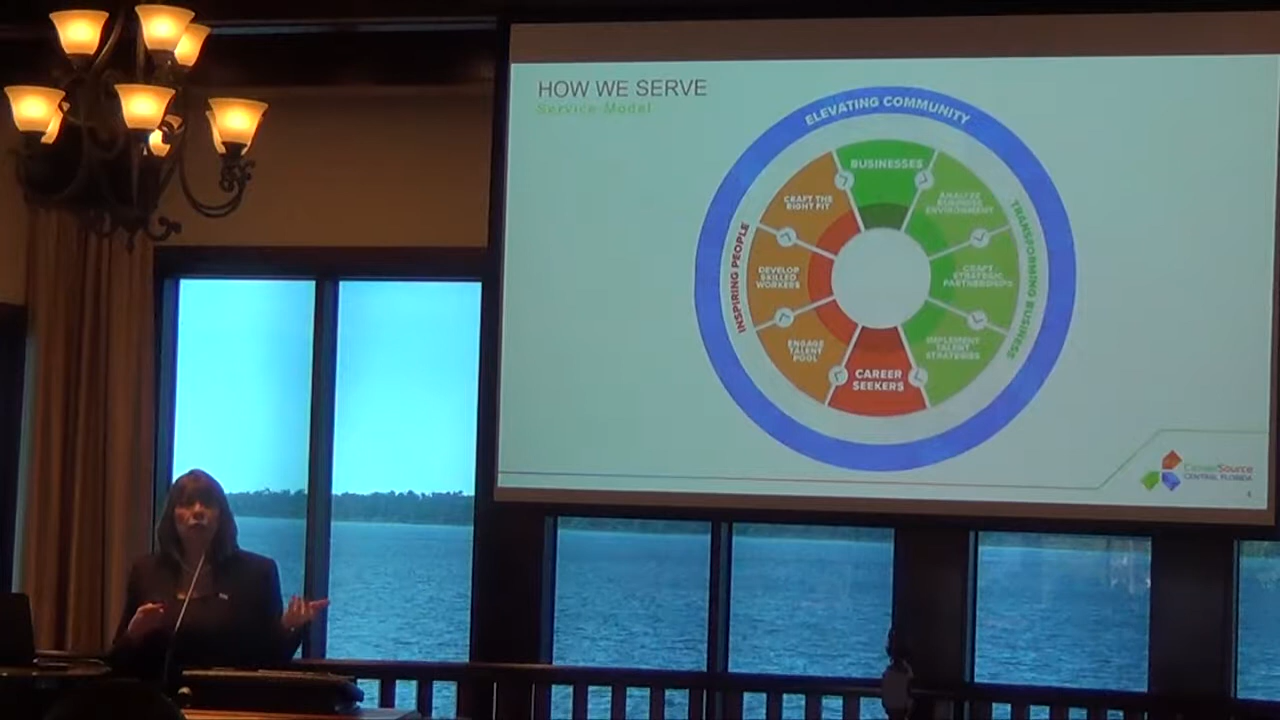 HOW WE SERVE
Service Model
ELEVATING COMMUNITY
BUSINESSES
ANALYZE
BUSINESS
ENVIRONMENT
CRAFT
STRATEGIC
PARTNERSHIPS
IMPLEMENT
TALENT
STRATEGIES
TRANSFORMING BUSINESS
CAREER
SEEKERS
ENGAGE
TALENT
POOL
DEVELOP
SKILLED
WORKERS
CRAFT THE
RIGHT FIT
INSPIRING PEOPLE
CareerSource
CENTRAL FLORIDA